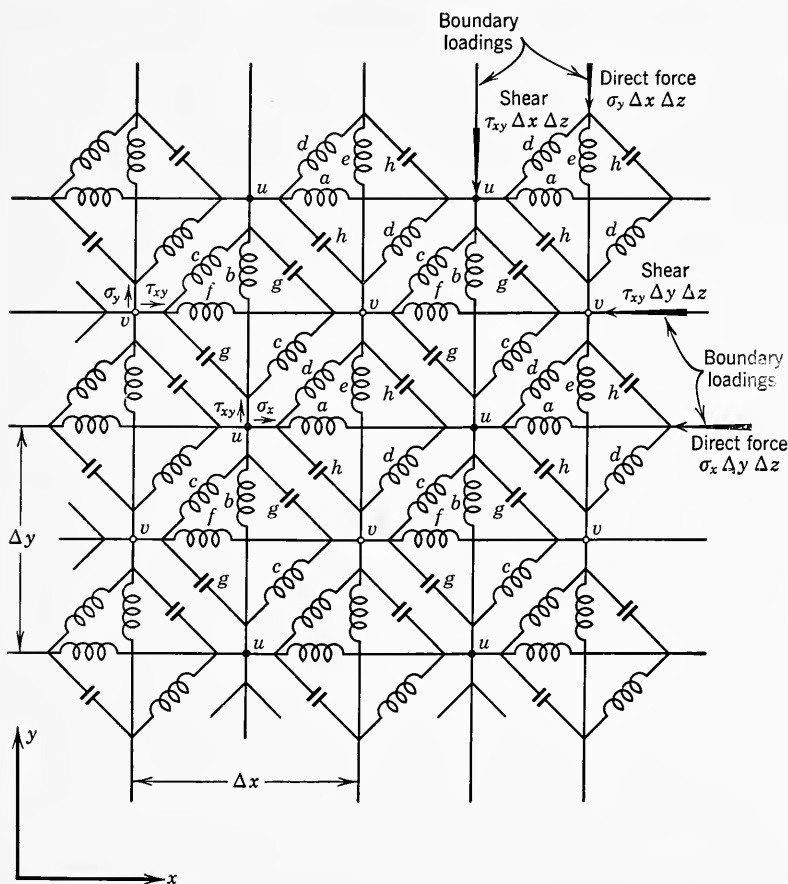 Boundary
loadings
Direct force
σy Δx Δz
Shear
τxy Δx Δz
d e h a h d
u
d e h a h d
u
c b g f g c
σy τxy
v
c b g f g c
v
Shear
τxy Δy Δz
v
Boundary
loadings
d e h a h d
τxy σx
u
d e h a h d
u
Direct force
σx Δy Δz
c b g f g c
v
c b g f g c
v
v
Δy
u
u
Δx
y
x